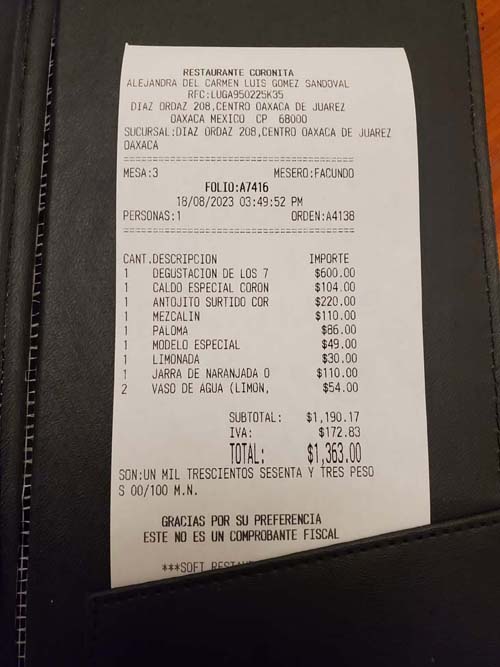 RESTAURANTE CORONITA
ALEJANDRA DEL CARMEN LUIS GOMEZ SANDOVAL
RFC:LUGA950225K35
DIAZ ORDAZ 208,CENTRO OAXACA DE JUAREZ
OAXACA MEXICO CP 68000
SUCURSAL:DIAZ ORDAZ 208,CENTRO OAXACA DE JUAREZ
OAXACA
MESA:3 MESERO:FACUNDO
FOLIO:A7416
18/08/2023 03:49:52 PM
PERSONAS:1 ORDEN:A4138
CANT.DESCRIPCION IMPORTE
1 DEGUSTACION DE LOS 7 $600.00
1 CALDO ESPECIAL CORON $104.00
1 ANTOJITO SURTIDO COR $220.00
1 MEZCALIN $110.00
1 PALOMA $86.00
1 MODELO ESPECIAL $49.00
1 LIMONADA $30.00
1 JARRA DE NARANJADA O $110.00
2 VASO DE AGUA (LIMON, $54.00
SUBTOTAL: $1,190.17
IVA: $172.83
TOTAL: $1,363.00
SON:UN MIL TRESCIENTOS SESENTA Y TRES PESO
S 00/100 M.N.
GRACIAS POR SU PREFERENCIA
ESTE NO ES UN COMPROBANTE FISCAL
***SOFT